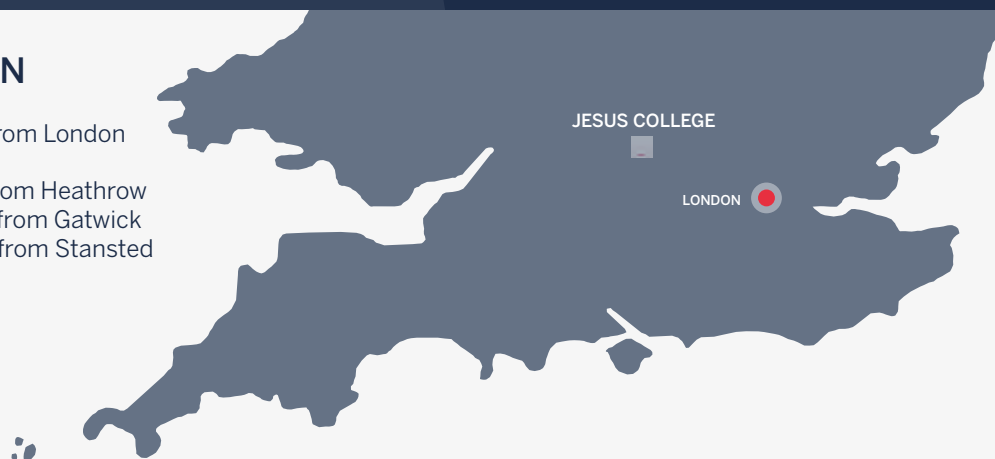 N
rom London
om Heathrow
from Gatwick
from Stansted
JESUS COLLEGE
LONDON